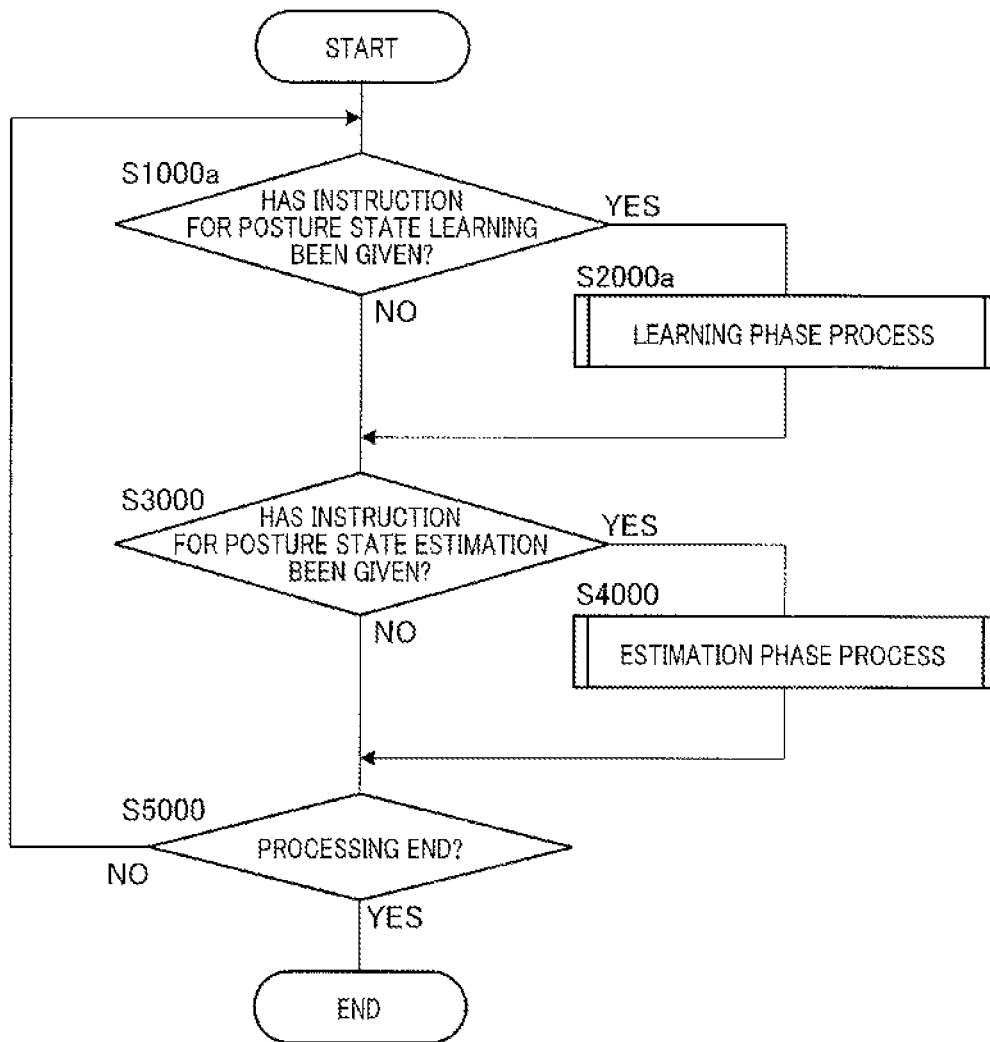 START
S1000a
HAS INSTRUCTION
FOR POSTURE STATE LEARNING
BEEN GIVEN?
YES
NO
S2000a
LEARNING PHASE PROCESS
S3000
HAS INSTRUCTION
FOR POSTURE STATE ESTIMATION
BEEN GIVEN?
YES
NO
S4000
ESTIMATION PHASE PROCESS
S5000
PROCESSING END?
NO
YES
END